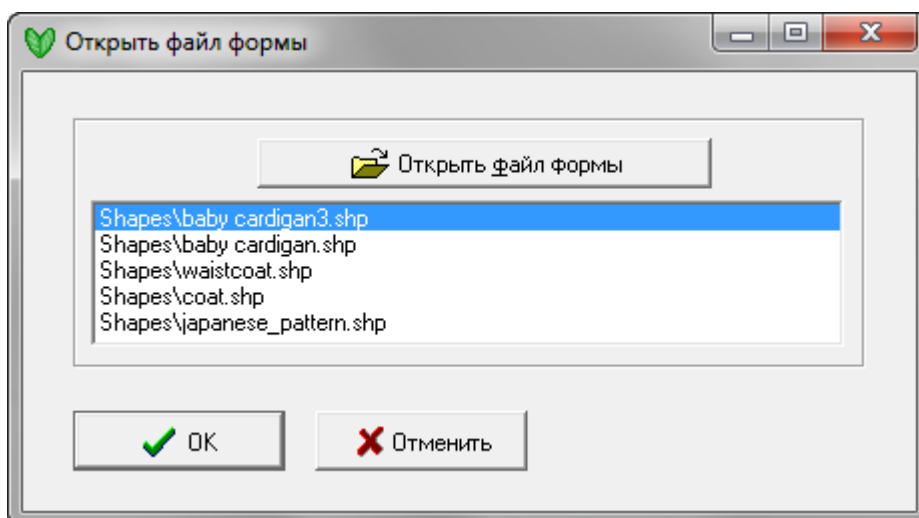 Открыть файл формы
Открыть файл формы
Shapes\baby cardigan3.shp
Shapes\baby cardigan.shp
Shapes\waistcoat.shp
Shapes\coat.shp
Shapes\japanese_pattern.shp
OK
Отменить